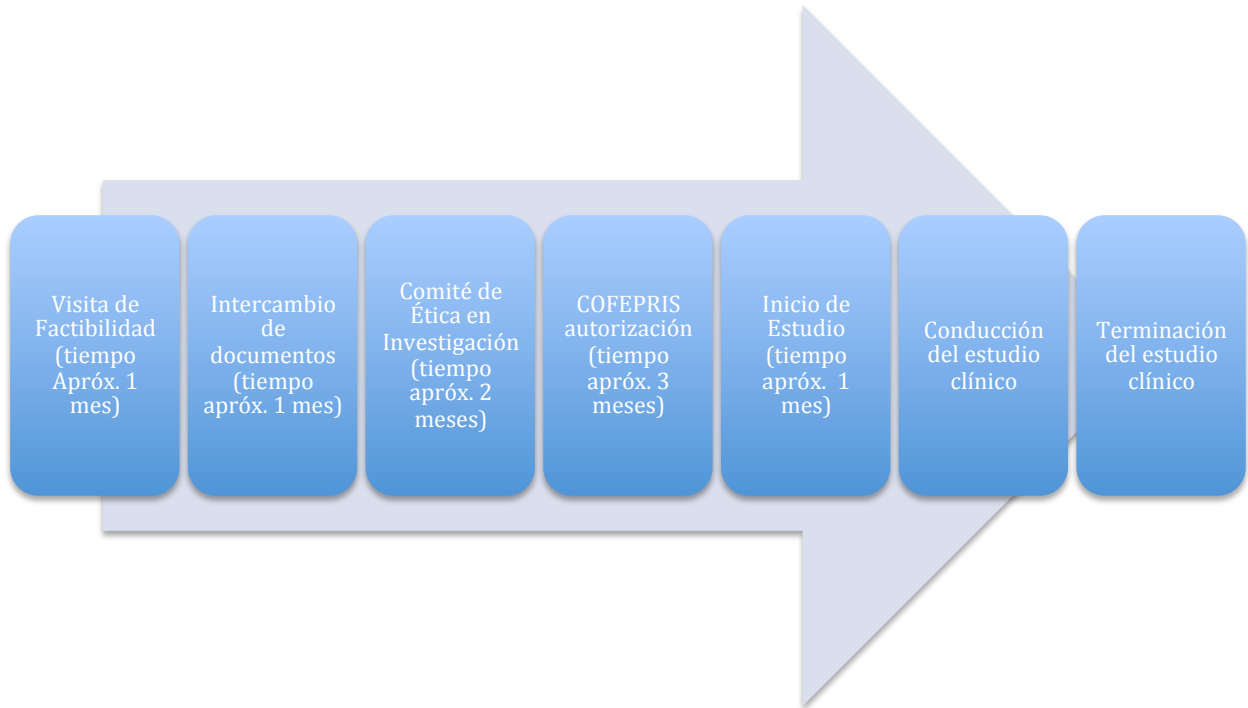 Visita de
Factibilidad
(tiempo
Apróx. 1
mes)
Intercambio
de
documentos
(tiempo
apróx. 1 mes)
Comité de
Ética en
Investigación
(tiempo
apróx. 2
meses)
COFEPRIS
autorización
(tiempo
apróx. 3
meses)
Inicio de
Estudio
(tiempo
apróx. 1
mes)
Conducción
del estudio
clínico
Terminación
del estudio
clínico